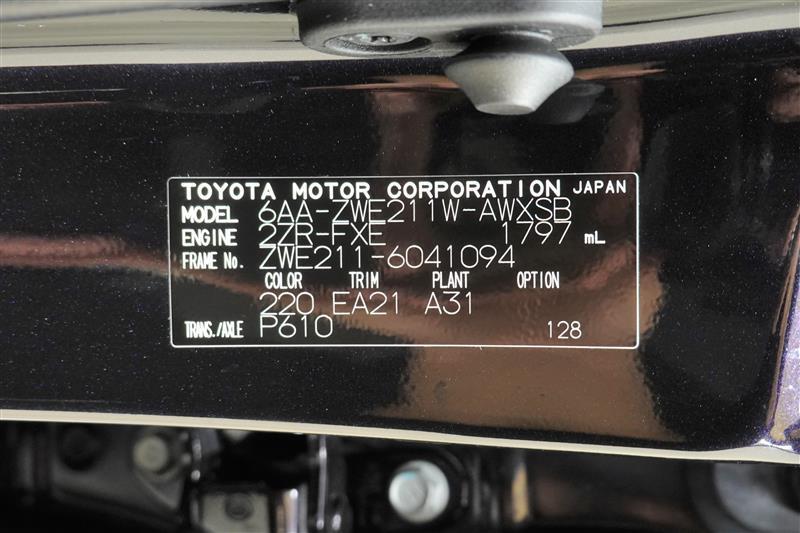 TOYOTA MOTOR CORPORATION JAPAN
MODEL 6AA-ZWE211W-AWXSB
ENGINE 2ZR-FXE 1797 mL
FRAME No. ZWE211-6041094
COLOR TRIM PLANT OPTION
220 EA21 A31
TRANS./AXLE P610 128